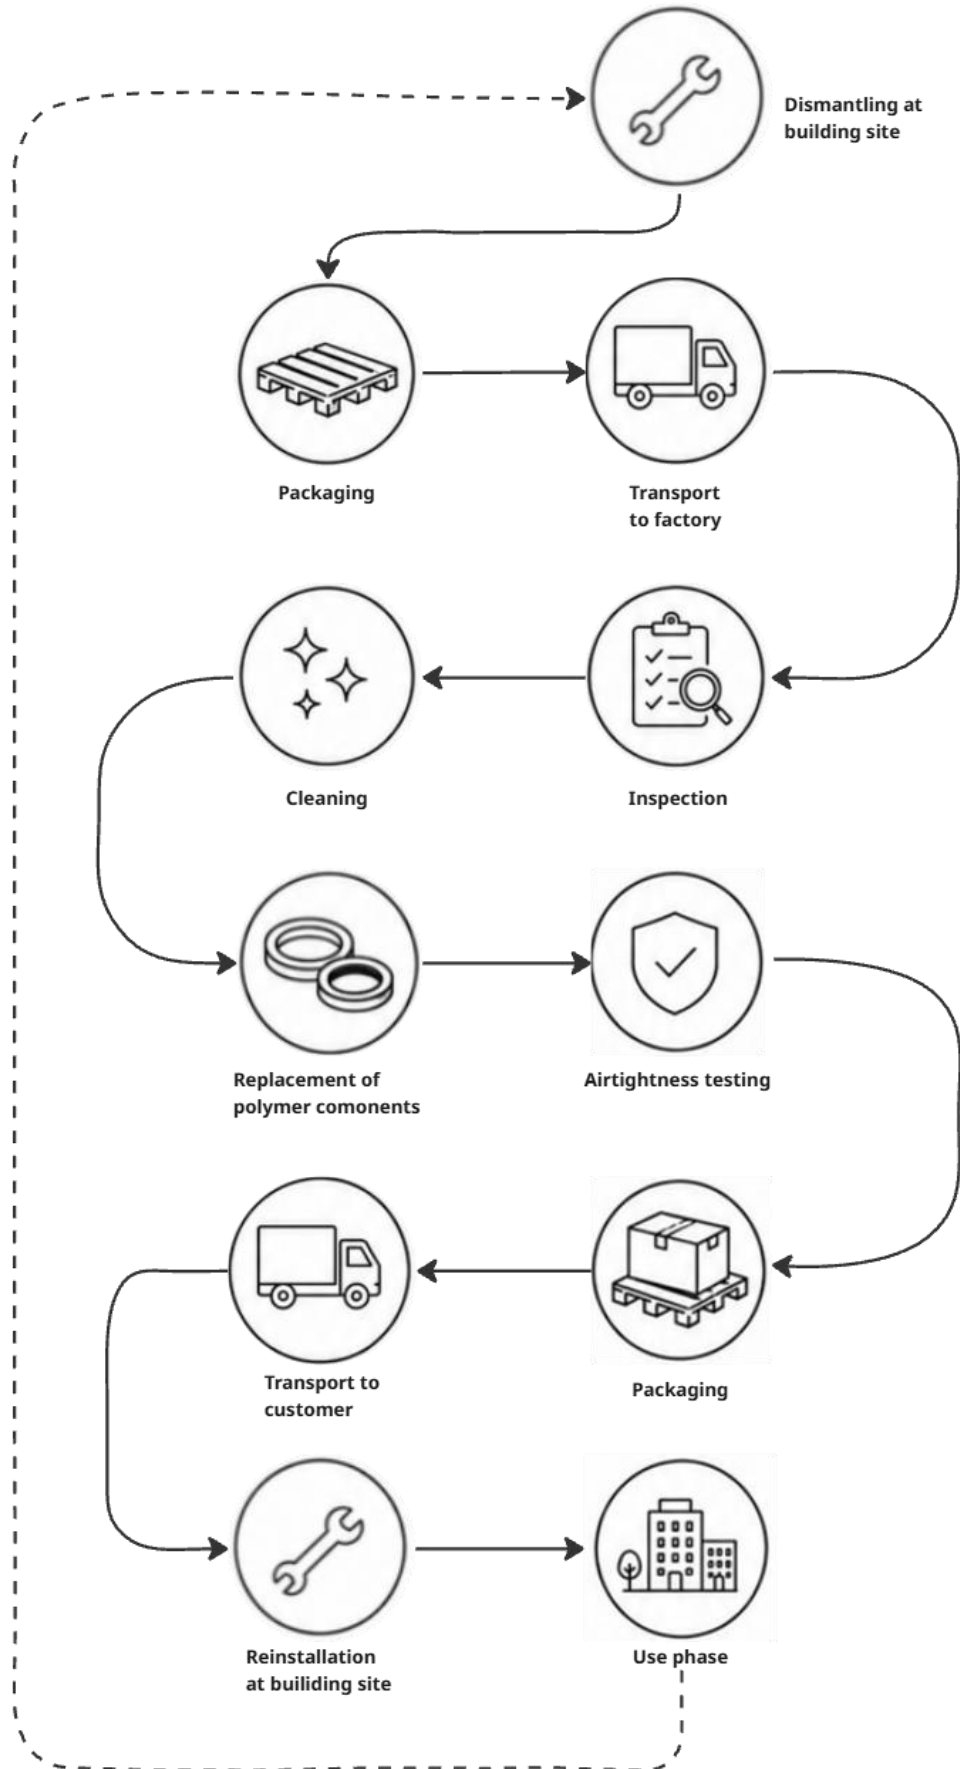 Dismantling at
building site
Packaging
Transport
to factory
Cleaning
Inspection
Replacement of
polymer comonents
Airtightness testing
Transport to
customer
Packaging
Reinstallation
at builiding site
Use phase